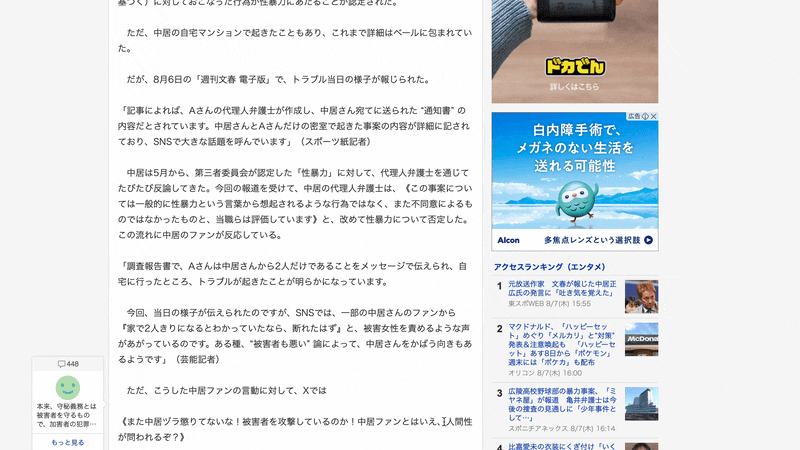 基づく）に対しておこなった行為が性暴力にあたることが認定された。
ただ、中居の自宅マンションで起きたこともあり、これまで詳細はベールに包まれてい
た。
だが、8月6日の「週刊文春 電子版」で、トラブル当日の様子が報じられた。
「記事によれば、Aさんの代理人弁護士が作成し、中居さん宛てに送られた “通知書” の
内容だとされています。中居さんとAさんだけの密室で起きた事案の内容が詳細に記され
ており、SNSで大きな話題を呼んでいます」（スポーツ紙記者）
中居は5月から、第三者委員会が認定した「性暴力」に対して、代理人弁護士を通じて
たびたび反論してきた。今回の報道を受けて、中居の代理人弁護士は、《この事案につい
ては一般的に性暴力という言葉から想起されるような行為ではなく、また不同意によるも
のではなかったものと、当職らは評価しています》と、改めて性暴力について否定した。
この流れに中居のファンが反応している。
「調査報告書で、Aさんは中居さんから2人だけであることをメッセージで伝えられ、自
宅に行ったところ、トラブルが起きたことが明らかになっています。
今回、当日の様子が伝えられたのですが、SNSでは、一部の中居さんのファンから
『家で2人きりになるとわかっていたなら、断れたはず』と、被害女性を責めるような声
があがっているのです。ある種、“被害者も悪い” 論によって、中居さんをかばう向きもあ
るようです」（芸能記者）
ただ、こうした中居ファンの言動に対して、Xでは
《また中居ヅラ懲りてないな！被害者を攻撃しているのか！中居ファンとはいえ、人間性
が問われるぞ？》
448
本来、守秘義務とは
被害者を守るもの
で、加害者の犯罪…
もっと見る
ドカでん
詳しくはこちら
広告
白内障手術で、
メガネのない生活を
送れる可能性
Alcon 多焦点レンズという選択肢
アクセスランキング（エンタメ）
1 元放送作家 文春が報じた中居正
広氏の発言に「吐き気を覚えた」
東スポWEB 8/7(木) 15:55
2 マクドナルド、「ハッピーセッ
ト」めぐり「メルカリ」と“対策”
発表＆注意喚起も 「ハッピーセ
ット」あす8日から「ポケモン」
週末には「ポケカ」も配布
オリコン 8/7(木) 16:00
McDona
3 広陵高校野球部の暴力事案、「ミ
ヤネ屋」が報道 亀井弁護士は今
後の捜査の見通しに「少年事件と
して…」
スポニチアネックス 8/7(木) 16:14
4 比嘉愛未の衣装にくぎ付け「いく